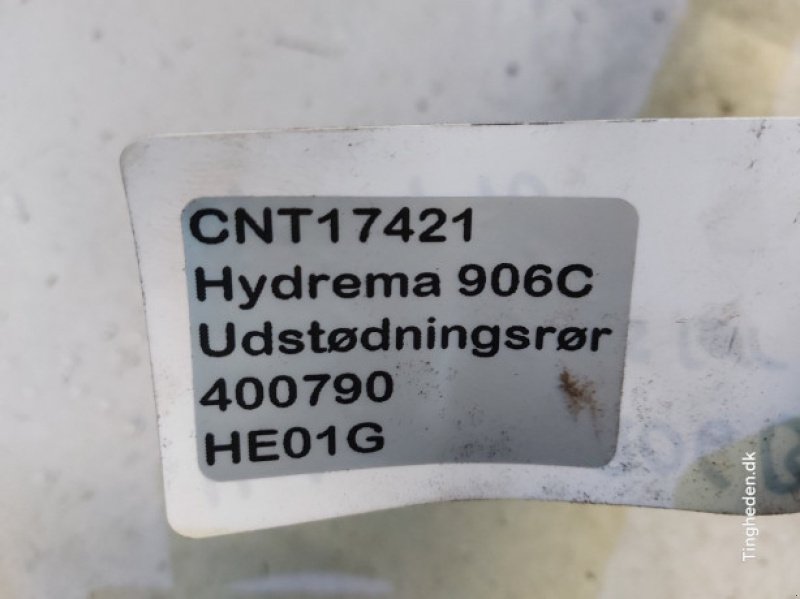 CNT17421
Hydrema 906C
Udstødningsrør
400790
HE01G
Tingheden.dk